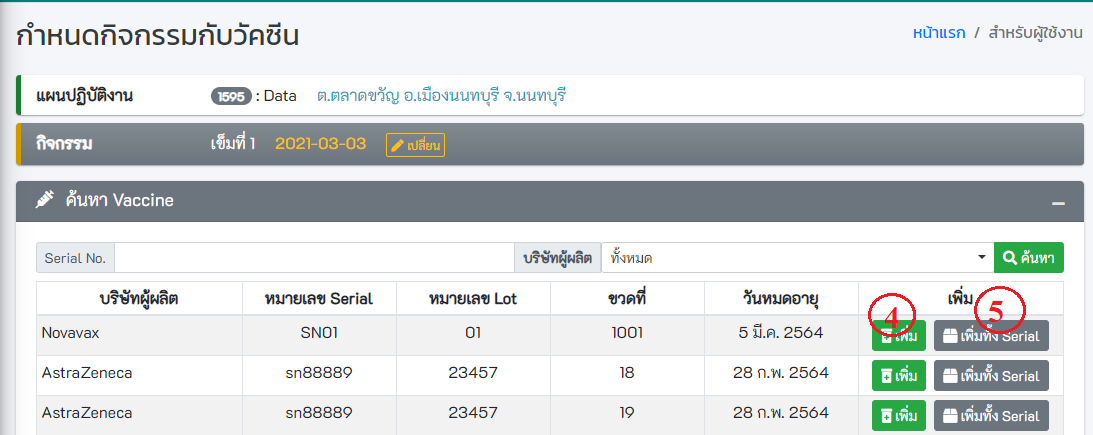 กำหนดกิจกรรมกับวัคซีน
หน้าแรก / สำหรับผู้ใช้งาน
แผนปฏิบัติงาน 1595 : Data ต.ตลาดขวัญ อ.เมืองนนทบุรี จ.นนทบุรี
กิจกรรม เข็มที่ 1 2021-03-03 เปลี่ยน
ค้นหา Vaccine
Serial No. บริษัทผู้ผลิต ทั้งหมด ค้นหา
บริษัทผู้ผลิต หมายเลข Serial หมายเลข Lot ขวดที่ วันหมดอายุ เพิ่ม
4 5
Novavax SN01 01 1001 5 มี.ค. 2564 เพิ่ม เพิ่มทั้ง Serial
AstraZeneca sn88889 23457 18 28 ก.พ. 2564 เพิ่ม เพิ่มทั้ง Serial
AstraZeneca sn88889 23457 19 28 ก.พ. 2564 เพิ่ม เพิ่มทั้ง Serial